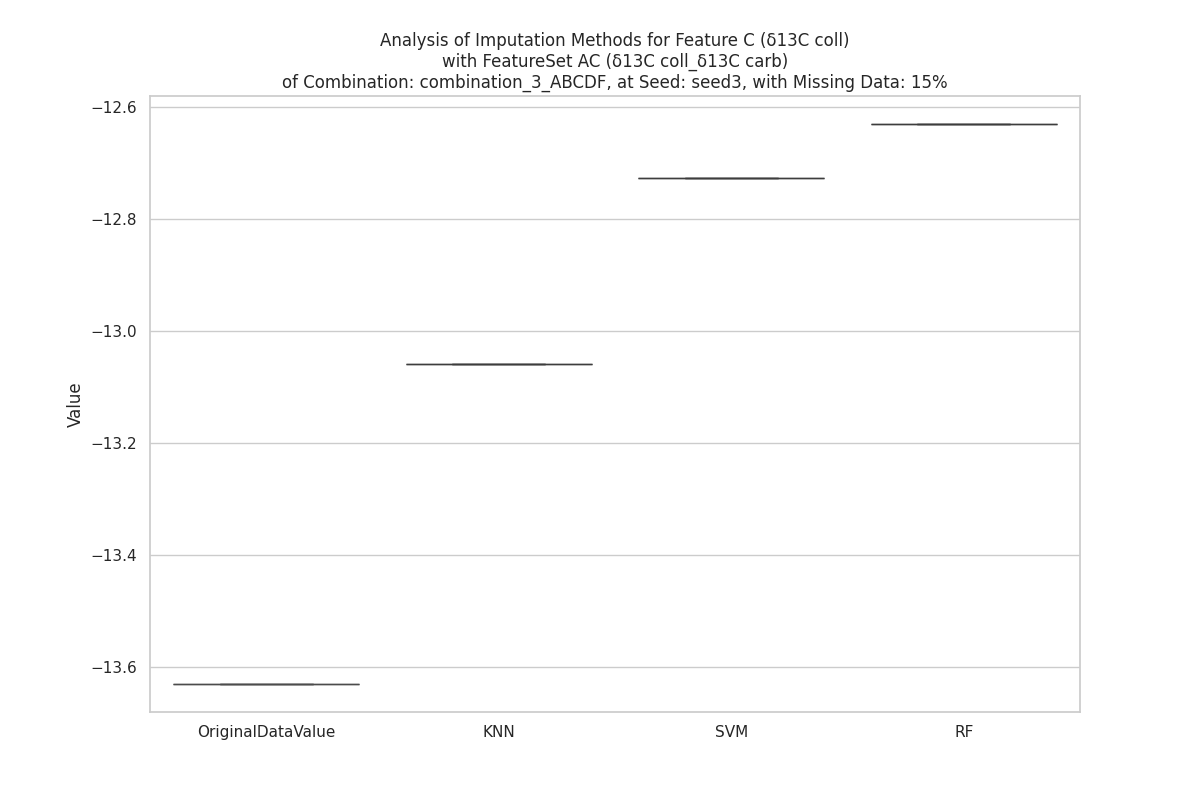 Analysis of Imputation Methods for Feature C (δ13C coll)
with FeatureSet AC (δ13C coll_δ13C carb)
of Combination: combination_3_ABCDF, at Seed: seed3, with Missing Data: 15%
−12.6
−12.8
−13.0
−13.2
−13.4
−13.6
Value
OriginalDataValue
KNN
SVM
RF